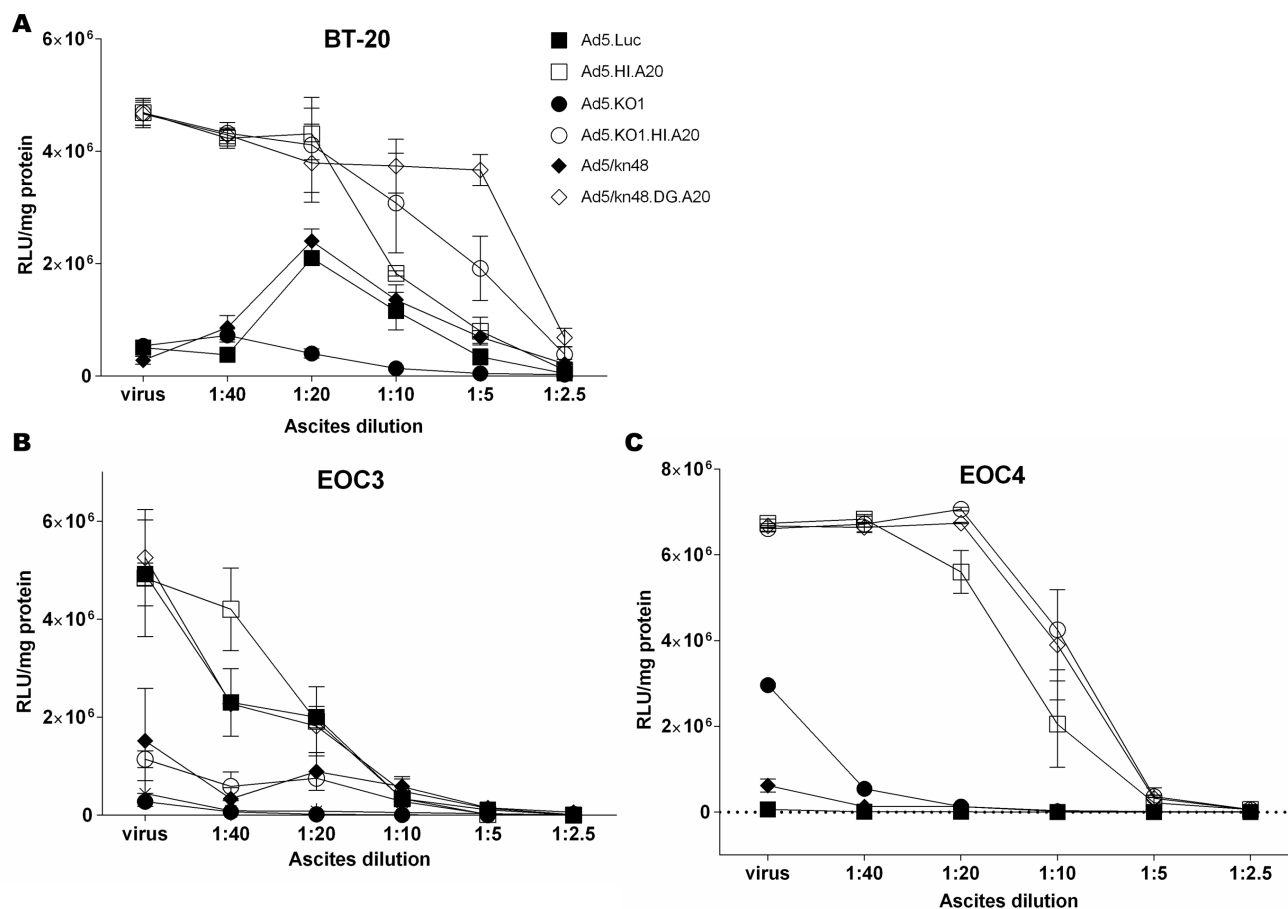 A
BT-20
6×10⁶
4×10⁶
2×10⁶
0
RLU/mg protein
virus 1:40 1:20 1:10 1:5 1:2.5
Ascites dilution
Ad5.Luc
Ad5.HI.A20
Ad5.KO1
Ad5.KO1.HI.A20
Ad5/kn48
Ad5/kn48.DG.A20
B
EOC3
6×10⁶
4×10⁶
2×10⁶
0
RLU/mg protein
virus 1:40 1:20 1:10 1:5 1:2.5
Ascites dilution
C
EOC4
8×10⁶
6×10⁶
4×10⁶
2×10⁶
0
RLU/mg protein
virus 1:40 1:20 1:10 1:5 1:2.5
Ascites dilution